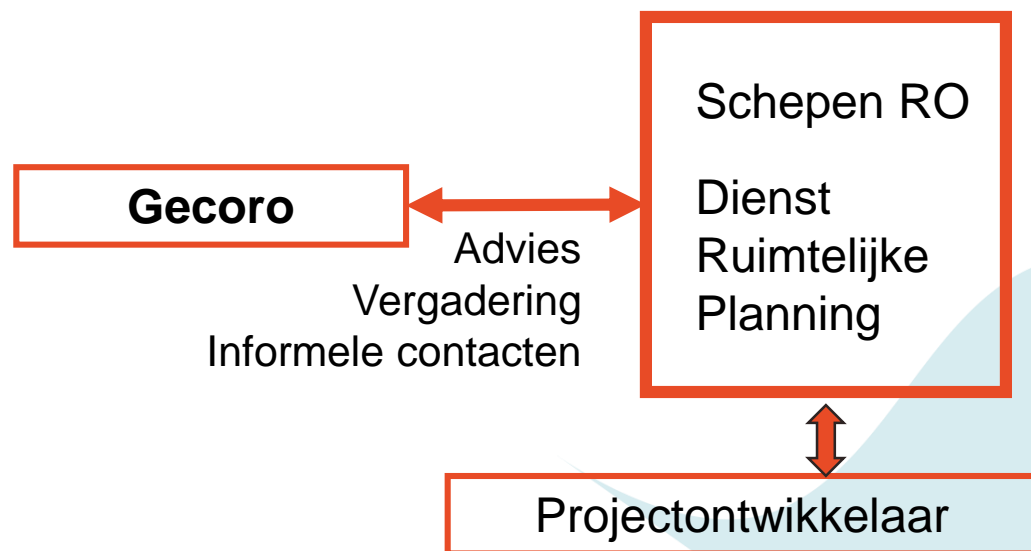 Gecoro
Advies
Vergadering
Informele contacten
Schepen RO
Dienst
Ruimtelijke
Planning
Projectontwikkelaar